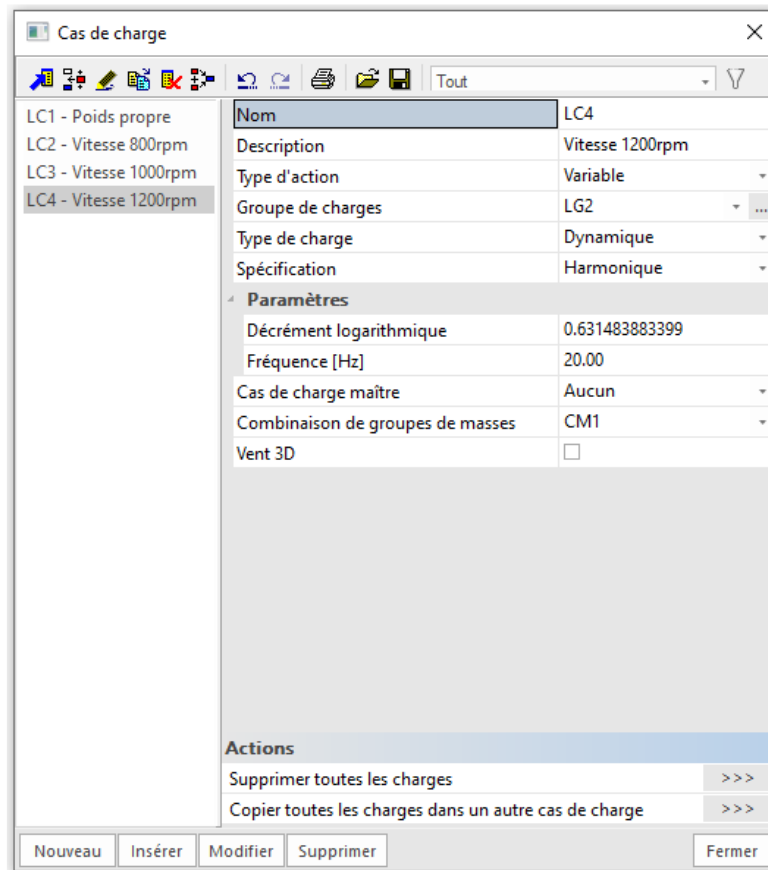 Cas de charge
Tout
LC1 - Poids propre
LC2 - Vitesse 800rpm
LC3 - Vitesse 1000rpm
LC4 - Vitesse 1200rpm
Nom LC4
Description Vitesse 1200rpm
Type d'action Variable
Groupe de charges LG2 ...
Type de charge Dynamique
Spécification Harmonique
Paramètres
Décrément logarithmique 0.631483883399
Fréquence [Hz] 20.00
Cas de charge maître Aucun
Combinaison de groupes de masses CM1
Vent 3D
Actions
Supprimer toutes les charges >>>
Copier toutes les charges dans un autre cas de charge >>>
Nouveau Insérer Modifier Supprimer Fermer